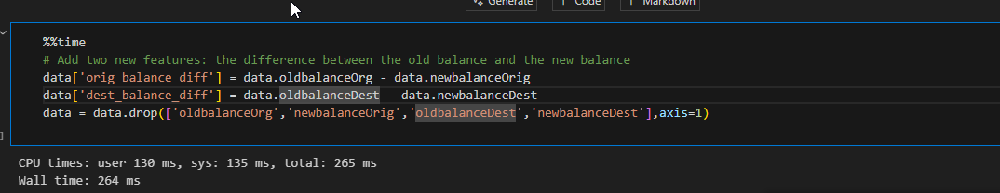 Generate Code Markdown
%%time
# Add two new features: the difference between the old balance and the new balance
data['orig_balance_diff'] = data.oldbalanceOrg - data.newbalanceOrig
data['dest_balance_diff'] = data.oldbalanceDest - data.newbalanceDest
data = data.drop(['oldbalanceOrg','newbalanceOrig','oldbalanceDest','newbalanceDest'],axis=1)
]
CPU times: user 130 ms, sys: 135 ms, total: 265 ms
Wall time: 264 ms